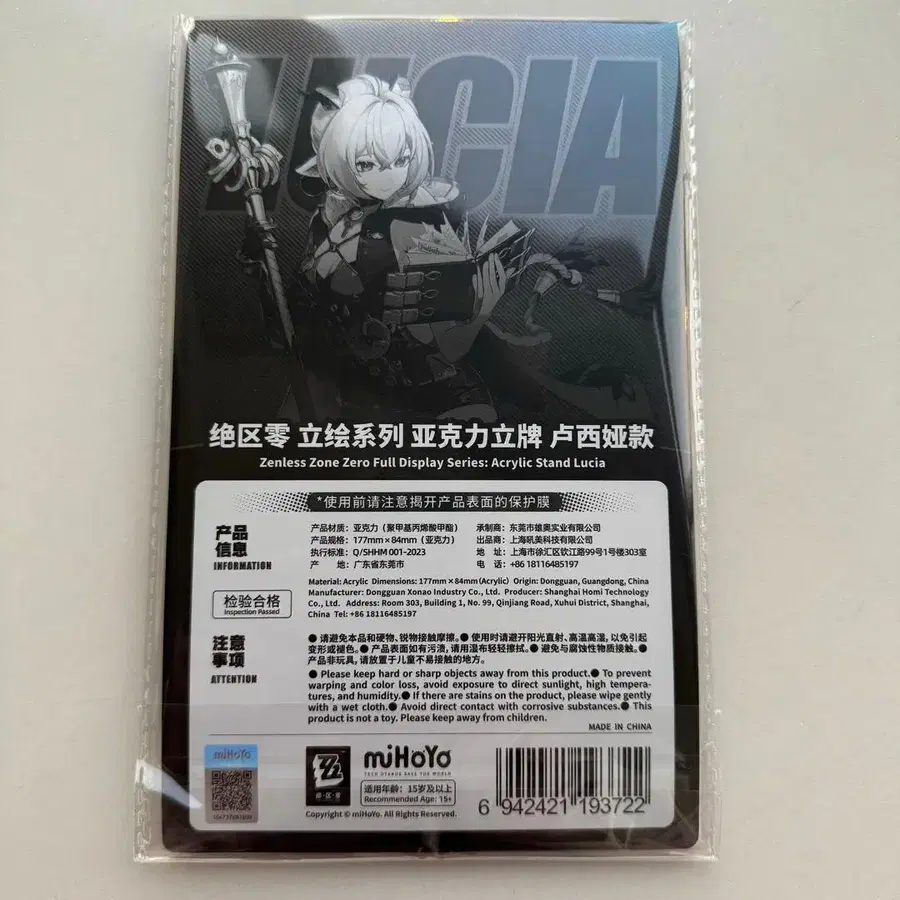 LUCIA
绝区零 立绘系列 亚克力立牌 卢西娅款
Zenless Zone Zero Full Display Series: Acrylic Stand Lucia
*使用前请注意揭开产品表面的保护膜
产品信息
INFORMATION
检验合格
Inspection Passed
产品材质：亚克力（聚甲基丙烯酸甲酯）
产品规格：177mm×84mm（亚克力）
执行标准：Q/SHHM 001-2023
产 地：广东省东莞市
承制商：东莞市雄奥实业有限公司
出品商：上海吼美科技有限公司
地 址：上海市徐汇区钦江路99号1号楼303室
电 话：+86 18116485197
Material: Acrylic Dimensions: 177mm×84mm(Acrylic) Origin: Dongguan, Guangdong, China
Manufacturer: Dongguan Xonao Industry Co., Ltd. Producer: Shanghai Homi Technology
Co., Ltd. Address: Room 303, Building 1, No. 99, Qinjiang Road, Xuhui District, Shanghai,
China Tel: +86 18116485197
注意事项
ATTENTION
● 请避免本品和硬物、锐物接触摩擦。● 使用时请避开阳光直射、高温高湿，以免引起
变形或褪色。● 产品表面如有污渍，请用湿布轻轻擦拭。● 避免与腐蚀性物质接触。●
产品非玩具，请放置于儿童不易接触的地方。
● Please keep hard or sharp objects away from this product.● To prevent
warping and color loss, avoid exposure to direct sunlight, high tempera-
tures, and humidity.● If there are stains on the product, please wipe gently
with a wet cloth.● Avoid direct contact with corrosive substances.● This
product is not a toy. Please keep away from children.
MADE IN CHINA
miHoYo
绝·区·零
miHoYo
TECH OTAKUS SAVE THE WORLD
适用年龄：15岁及以上
Recommended Age: 15+
Copyright © miHoYo. All Rights Reserved.
6 942421 193722